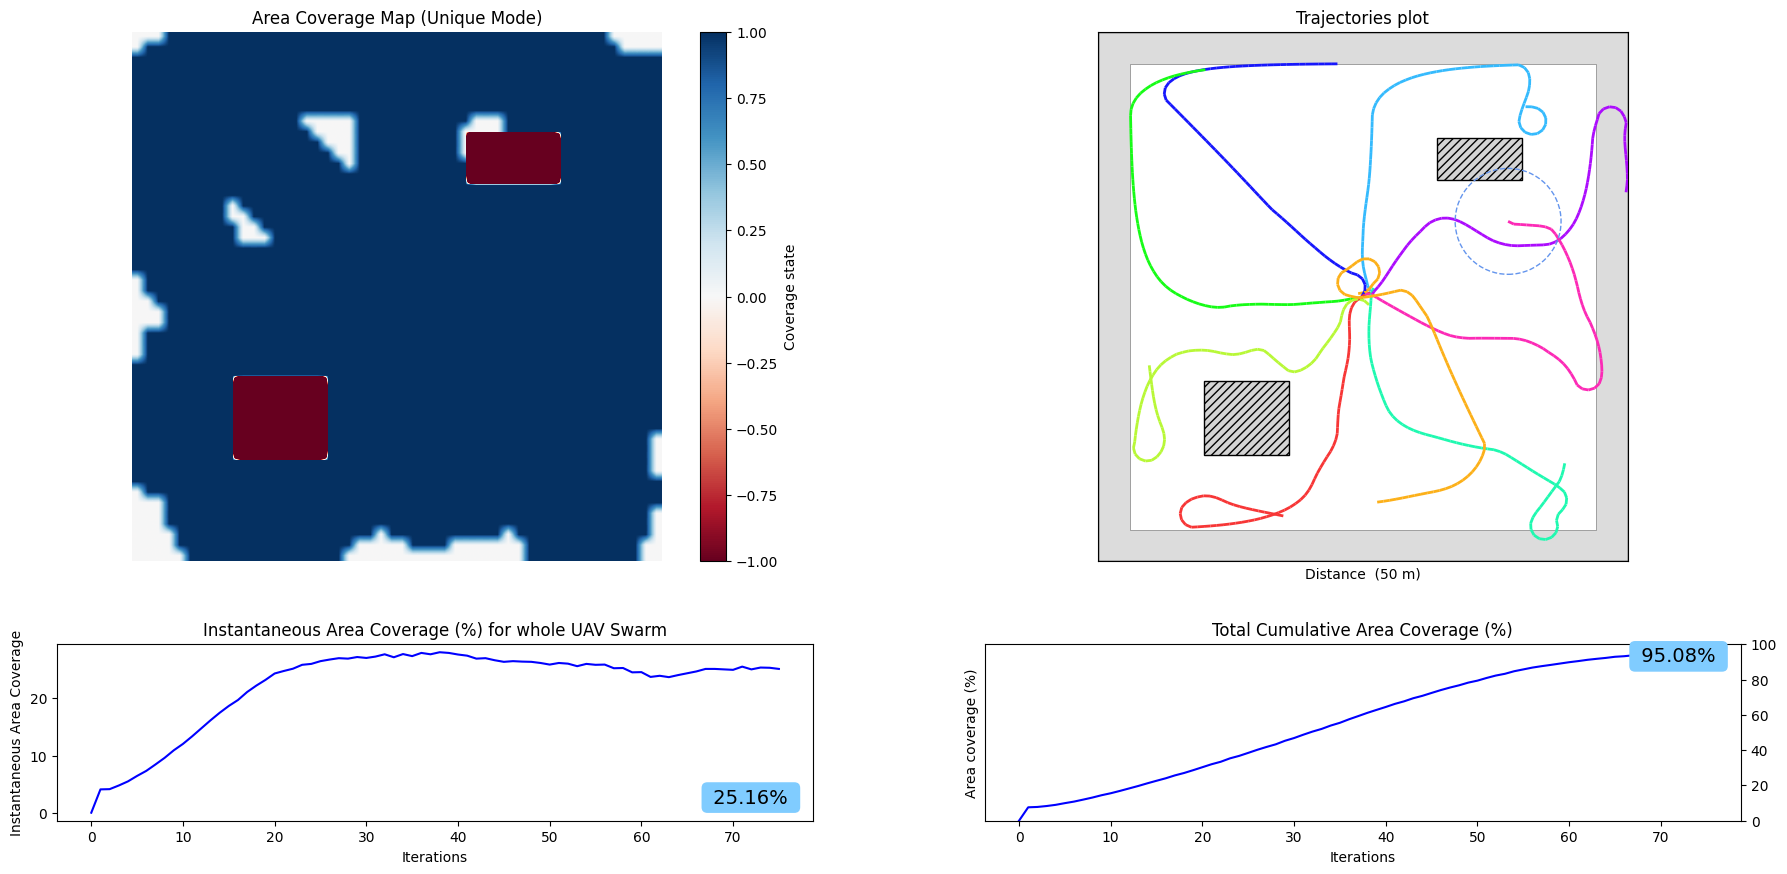 Area Coverage Map (Unique Mode)
1.00
0.75
0.50
0.25
0.00
−0.25
−0.50
−0.75
−1.00
Coverage state
Trajectories plot
Distance  (50 m)
Instantaneous Area Coverage (%) for whole UAV Swarm
Instantaneous Area Coverage
20
10
0
25.16%
0 10 20 30 40 50 60 70
Iterations
Total Cumulative Area Coverage (%)
Area coverage (%)
95.08%
100
80
60
40
20
0
0 10 20 30 40 50 60 70
Iterations